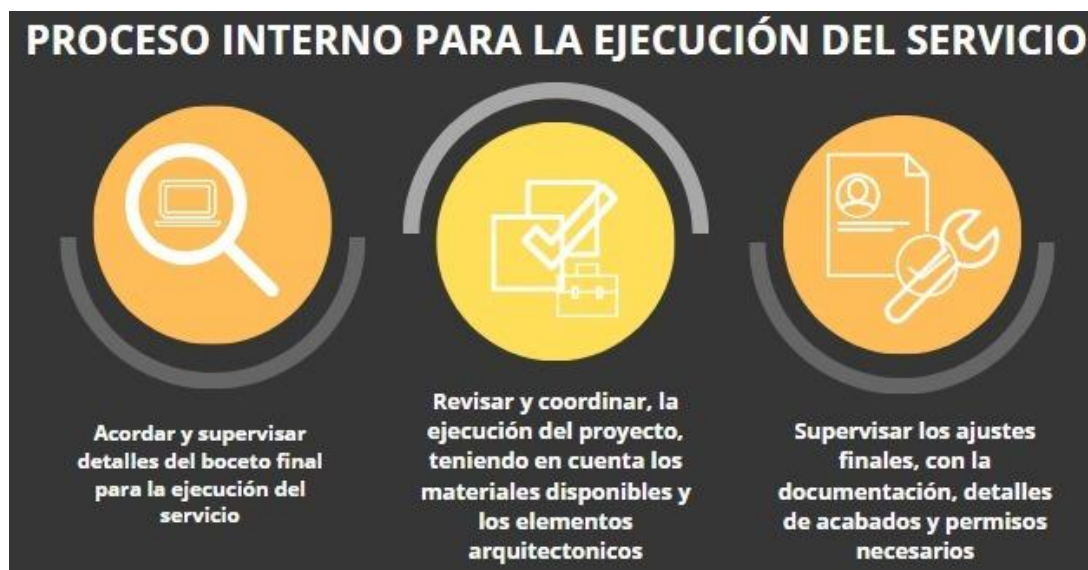 PROCESO INTERNO PARA LA EJECUCIÓN DEL SERVICIO
Acordar y supervisar
detalles del boceto final
para la ejecución del
servicio
Revisar y coordinar, la
ejecución del proyecto,
teniendo en cuenta los
materiales disponibles y
los elementos
arquitectonicos
Supervisar los ajustes
finales, con la
documentación, detalles
de acabados y permisos
necesarios